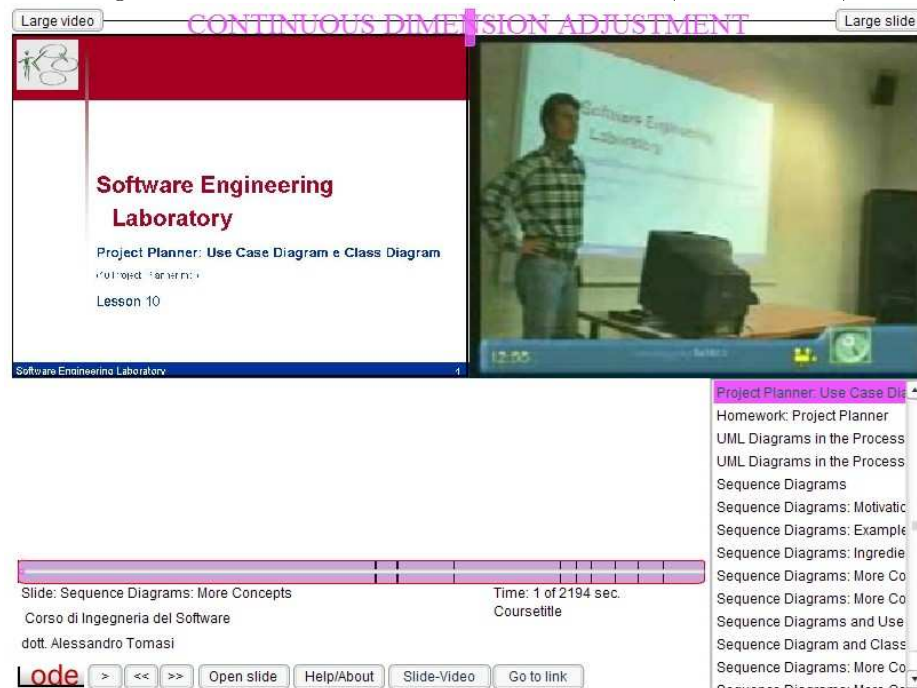 Large video
CONTINUOUS DIMENSION ADJUSTMENT
Large slide
Software Engineering
Laboratory
Project Planner: Use Case Diagram e Class Diagram
Lesson 10
Software Engineering Laboratory
Software Engineering
Laboratory
12:55
Project Planner: Use Case Dia
Homework: Project Planner
UML Diagrams in the Process
UML Diagrams in the Process
Sequence Diagrams
Sequence Diagrams: Motivatic
Sequence Diagrams: Example
Sequence Diagrams: Ingredie
Sequence Diagrams: More Co
Sequence Diagrams: More Co
Sequence Diagrams and Use
Sequence Diagram and Class
Sequence Diagrams: More Co
Slide: Sequence Diagrams: More Concepts
Time: 1 of 2194 sec.
Corso di Ingegneria del Software
Coursetitle
dott. Alessandro Tomasi
Lode > << >> Open slide Help/About Slide-Video Go to link